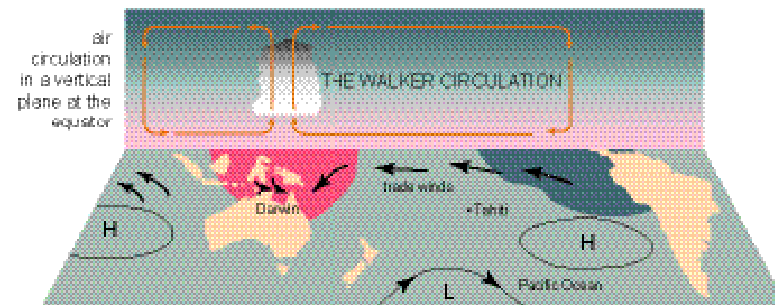 air
circulation
in a vertical
plane at the
equator
THE WALKER CIRCULATION
trade winds
Darwin
Tahiti
H
H
Pacific Ocean
L